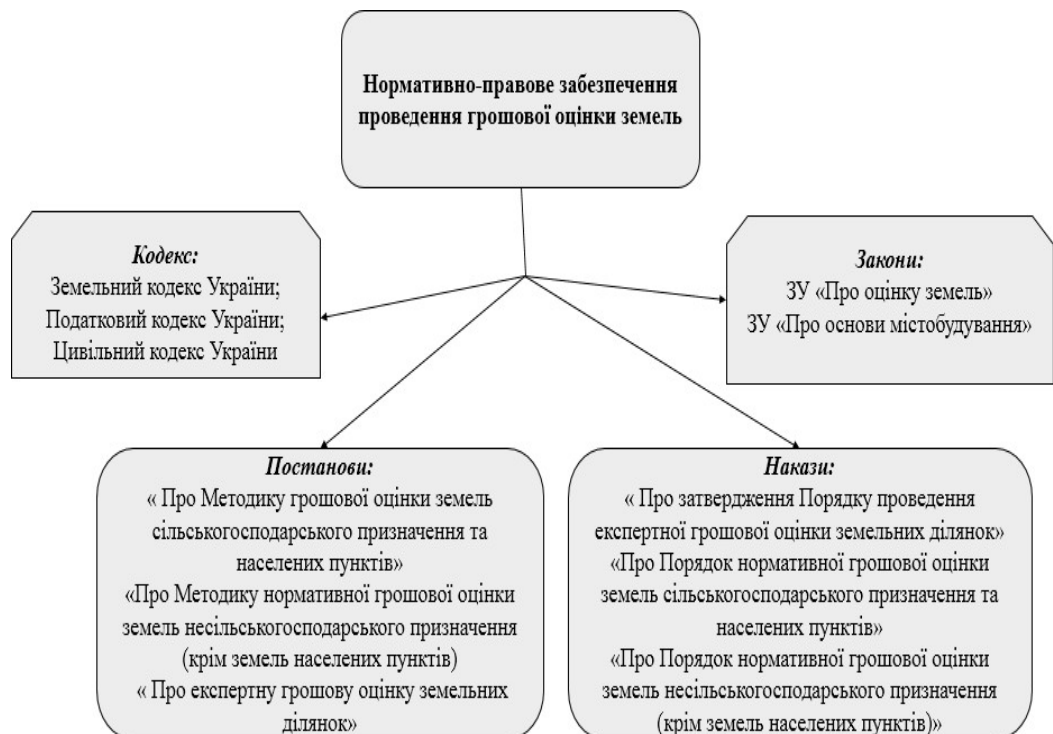 Нормативно-правове забезпечення
проведення грошової оцінки земель
Кодекс:
Земельний кодекс України;
Податковий кодекс України;
Цивільний кодекс України
Закони:
ЗУ «Про оцінку земель»
ЗУ «Про основи містобудування»
Постанови:
« Про Методику грошової оцінки земель
сільськогосподарського призначення та
населених пунктів»
«Про Методику нормативної грошової оцінки
земель несільськогосподарського призначення
(крім земель населених пунктів)
« Про експертну грошову оцінку земельних
ділянок»
Накази:
« Про затвердження Порядку проведення
експертної грошової оцінки земельних ділянок»
«Про Порядок нормативної грошової оцінки
земель сільськогосподарського призначення та
населених пунктів»
«Про Порядок нормативної грошової оцінки
земель несільськогосподарського призначення
(крім земель населених пунктів)»